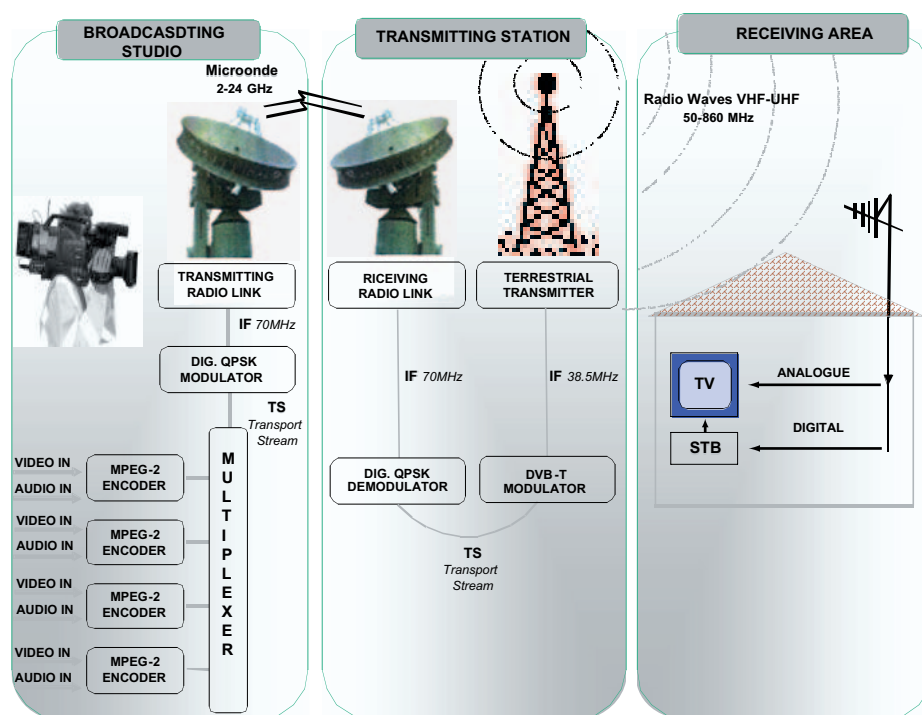 BROADCASDTING
STUDIO
Microonde
2-24 GHz
TRANSMITTING
RADIO LINK
IF 70MHz
DIG. QPSK
MODULATOR
TS
Transport
Stream
MULTIPLEXER
VIDEO IN
AUDIO IN
MPEG-2
ENCODER
VIDEO IN
AUDIO IN
MPEG-2
ENCODER
VIDEO IN
AUDIO IN
MPEG-2
ENCODER
VIDEO IN
AUDIO IN
MPEG-2
ENCODER
TRANSMITTING STATION
RICEIVING
RADIO LINK
TERRESTRIAL
TRANSMITTER
IF 70MHz
IF 38.5MHz
DIG. QPSK
DEMODULATOR
DVB-T
MODULATOR
TS
Transport
Stream
RECEIVING AREA
Radio Waves VHF-UHF
50-860 MHz
TV
ANALOGUE
STB
DIGITAL